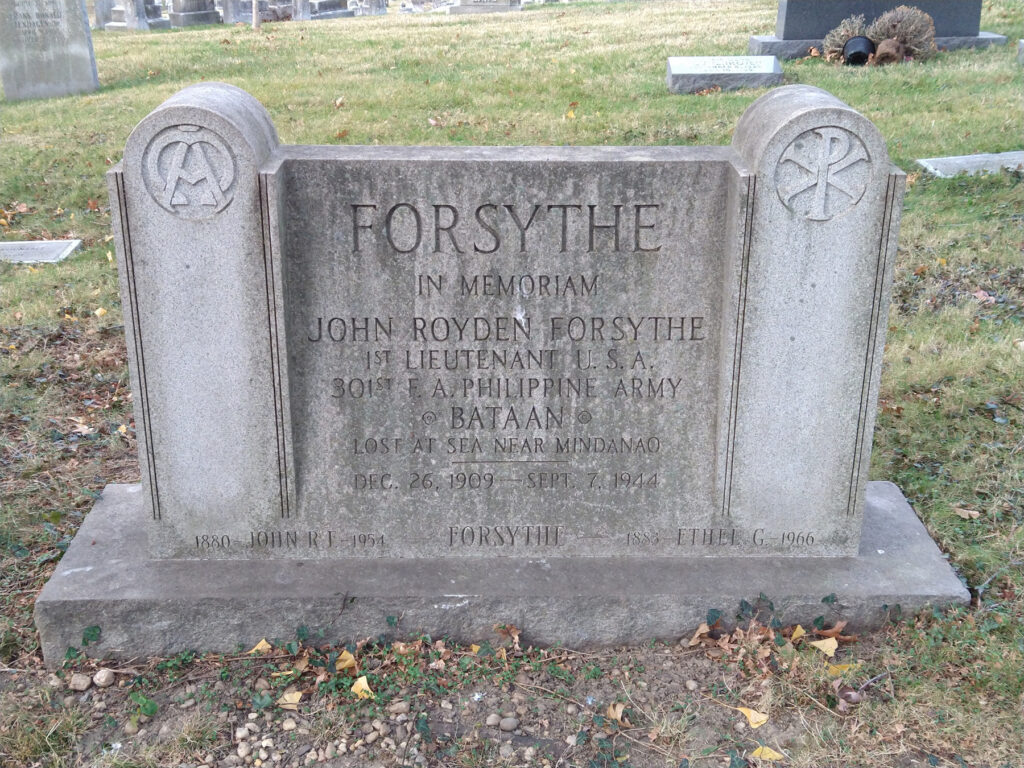 FORSYTHE
IN MEMORIAM
JOHN ROYDEN FORSYTHE
1ST LIEUTENANT U.S.A.
301ST F.A. PHILIPPINE ARMY
BATAAN
LOST AT SEA NEAR MINDANAO
DEC. 26, 1909 — SEPT. 7, 1944
1880 - JOHN R.F. - 1954 — FORSYTHE — 1883 - ETHEL G. - 1966